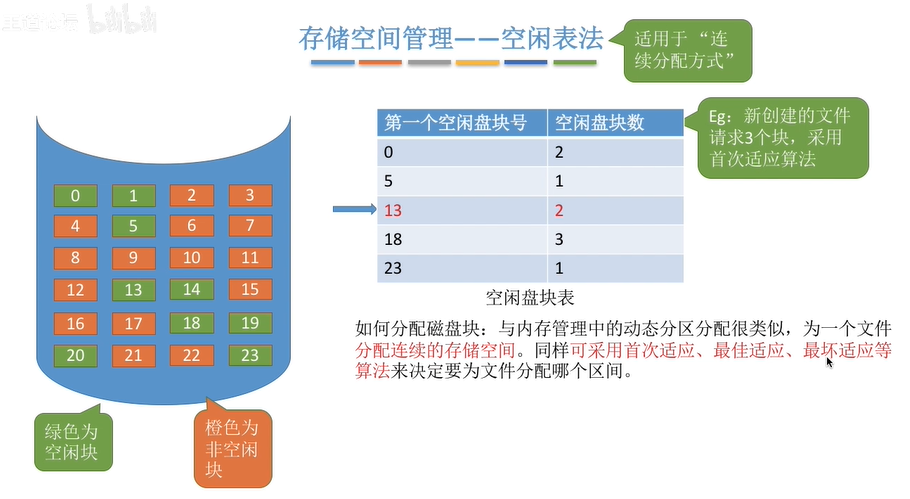 bilibili
存储空间管理——空闲表法
适用于 “连
续分配方式”
第一个空闲盘块号 空闲盘块数
0 2
5 1
13 2
18 3
23 1
空闲盘块表
Eg：新创建的文件
请求3个块，采用
首次适应算法
0 1 2 3
4 5 6 7
8 9 10 11
12 13 14 15
16 17 18 19
20 21 22 23
绿色为
空闲块
橙色为
非空闲
块
如何分配磁盘块：与内存管理中的动态分区分配很类似，为一个文件
分配连续的存储空间。同样可采用首次适应、最佳适应、最坏适应等
算法来决定要为文件分配哪个区间。